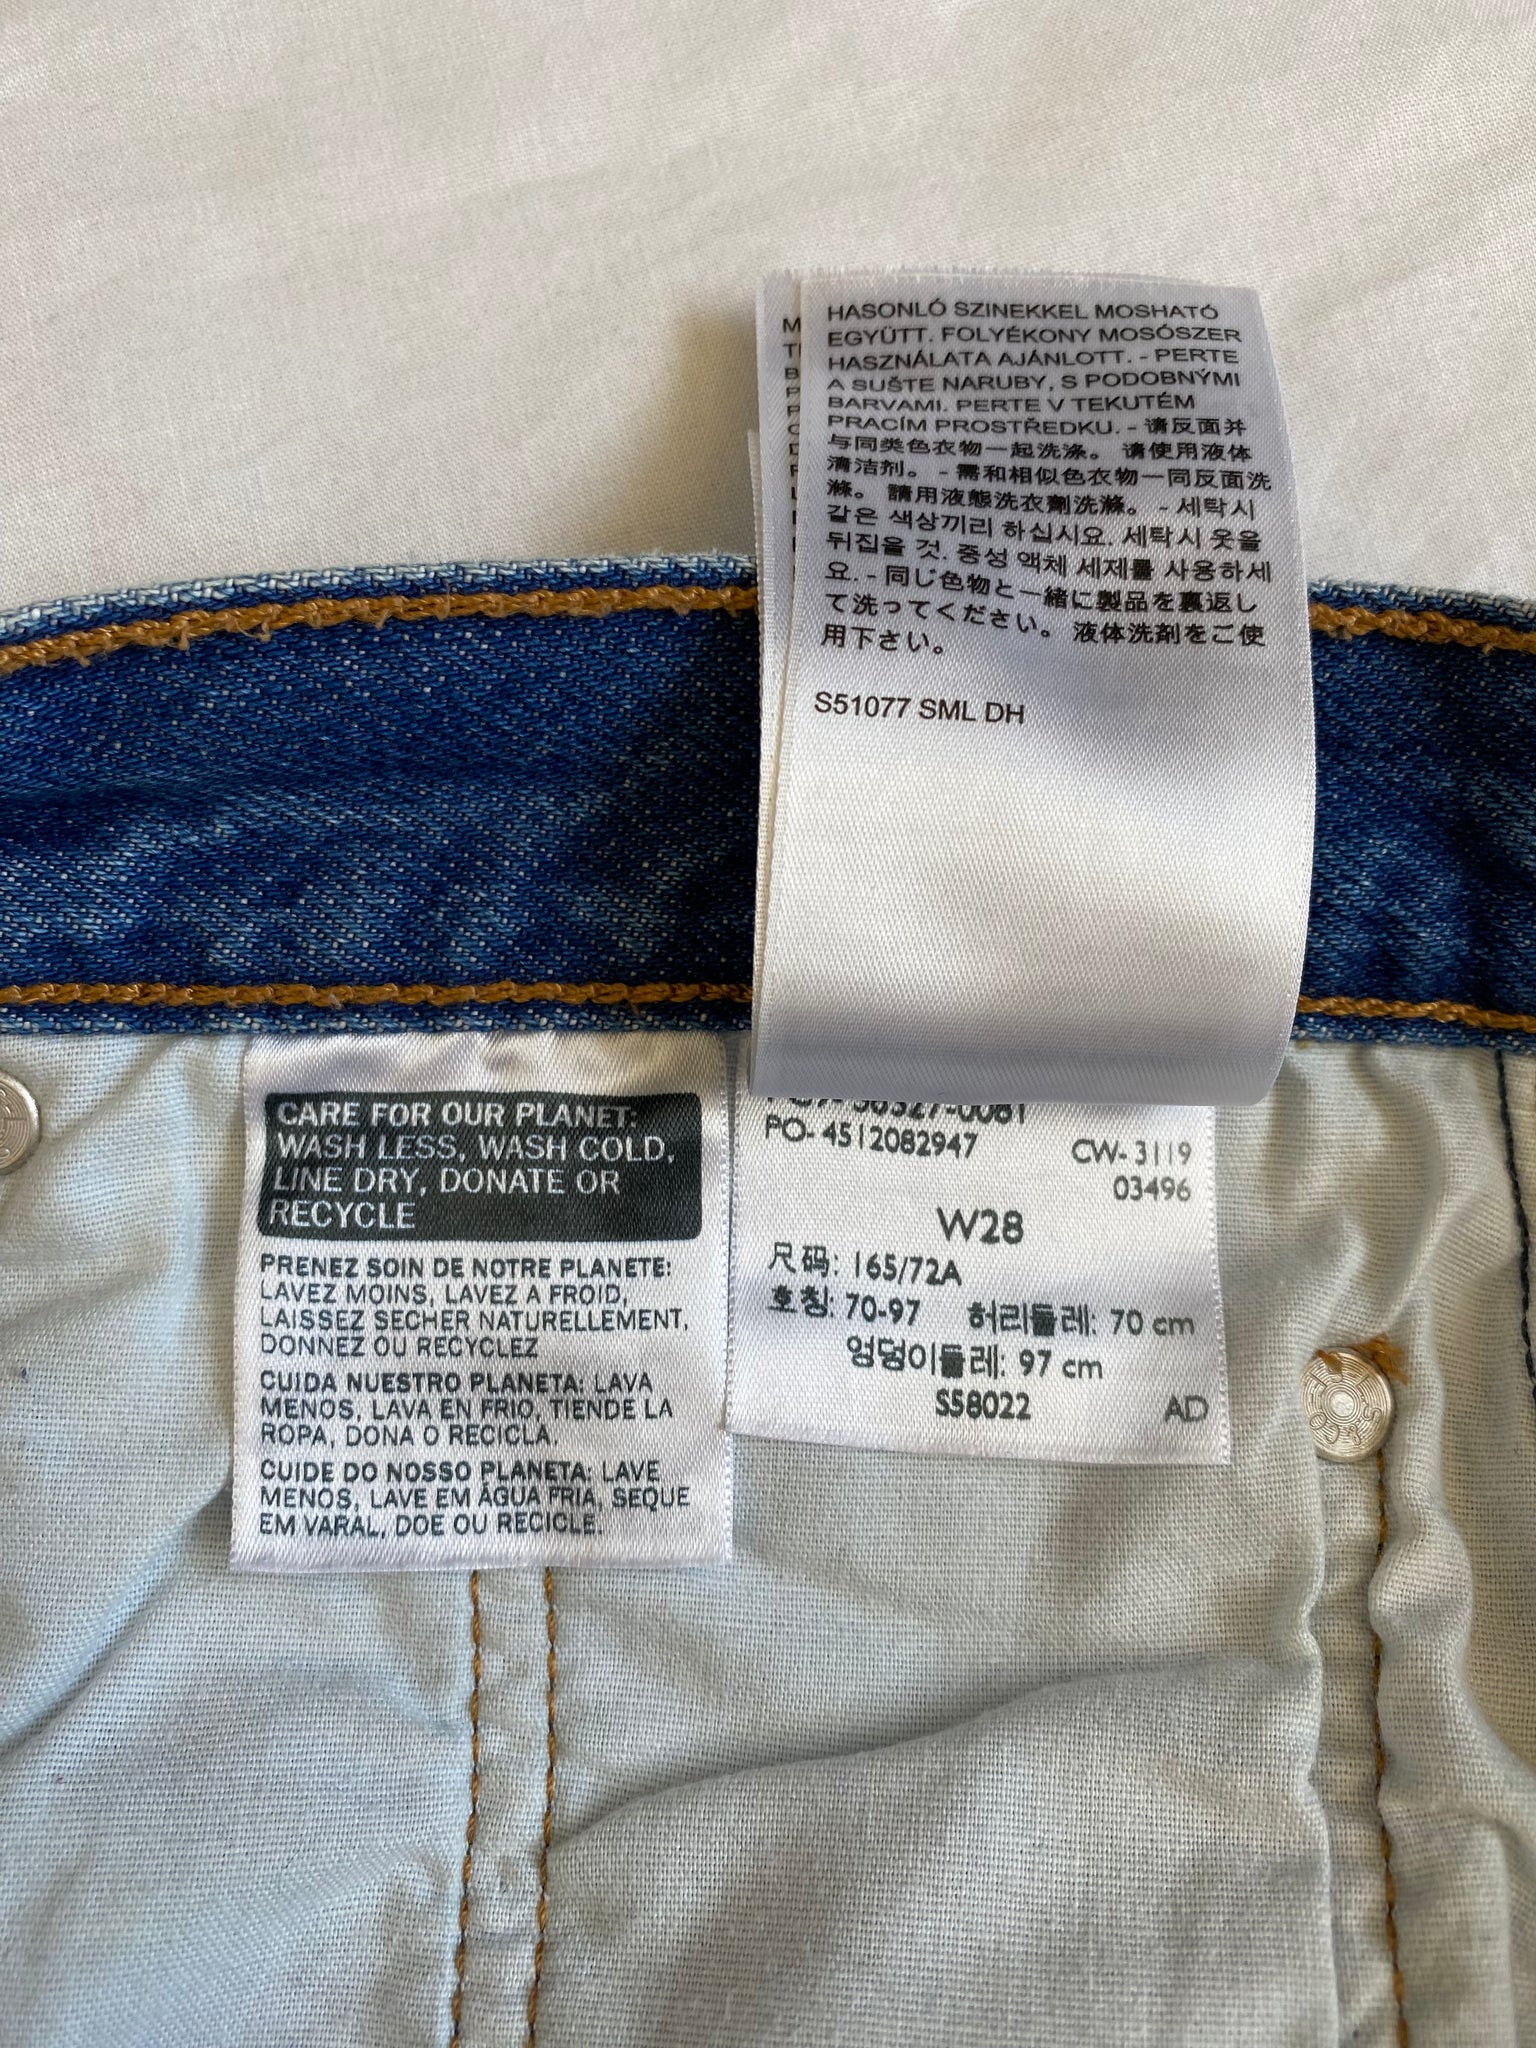 HASONLÓ SZINEKKEL MOSHATÓ
EGYÜTT. FOLYÉKONY MOSÓSZER
HASZNÁLATA AJÁNLOTT. - PERTE
A SUŠTE NARUBY, S PODOBNÝMI
BARVAMI. PERTE V TEKUTÉM
PRACÍM PROSTŘEDKU. - 请反面并
与同类色衣物一起洗涤。 请使用液体
清洁剂。 - 需和相似色衣物一同反面洗
滌。 請用液態洗衣劑洗滌。 - 세탁시
같은 색상끼리 하십시요. 세탁시 옷을
뒤집을 것. 중성 액체 세제를 사용하세
요. - 同じ色物と一緒に製品を裏返し
て洗ってください。 液体洗剤をご使
用下さい。
S51077 SML DH
CARE FOR OUR PLANET:
WASH LESS, WASH COLD,
LINE DRY, DONATE OR
RECYCLE
PRENEZ SOIN DE NOTRE PLANETE:
LAVEZ MOINS, LAVEZ A FROID,
LAISSEZ SECHER NATURELLEMENT,
DONNEZ OU RECYCLEZ
CUIDA NUESTRO PLANETA: LAVA
MENOS, LAVA EN FRIO, TIENDE LA
ROPA, DONA O RECICLA.
CUIDE DO NOSSO PLANETA: LAVE
MENOS, LAVE EM ÁGUA FRIA, SEQUE
EM VARAL, DOE OU RECICLE.
36327-0081
PO- 4512082947
CW- 3119
03496
W28
尺码: 165/72A
호칭: 70-97 허리둘레: 70 cm
엉덩이둘레: 97 cm
S58022 AD